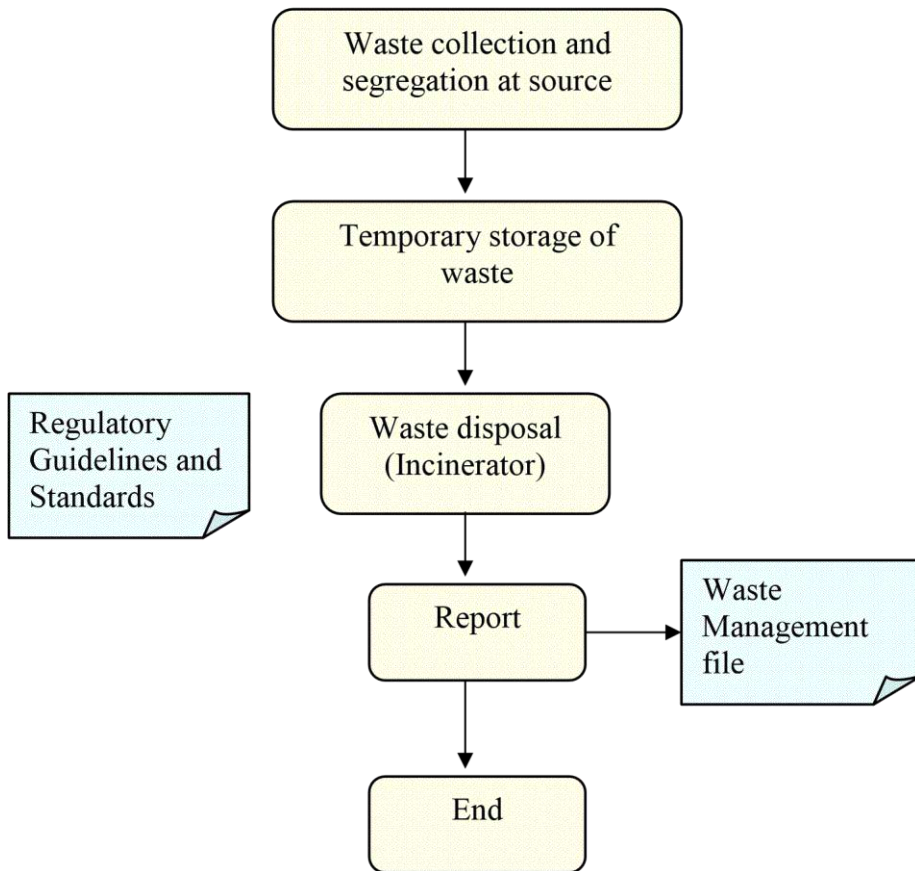 Waste collection and
segregation at source
Temporary storage of
waste
Regulatory
Guidelines and
Standards
Waste disposal
(Incinerator)
Report
Waste
Management
file
End